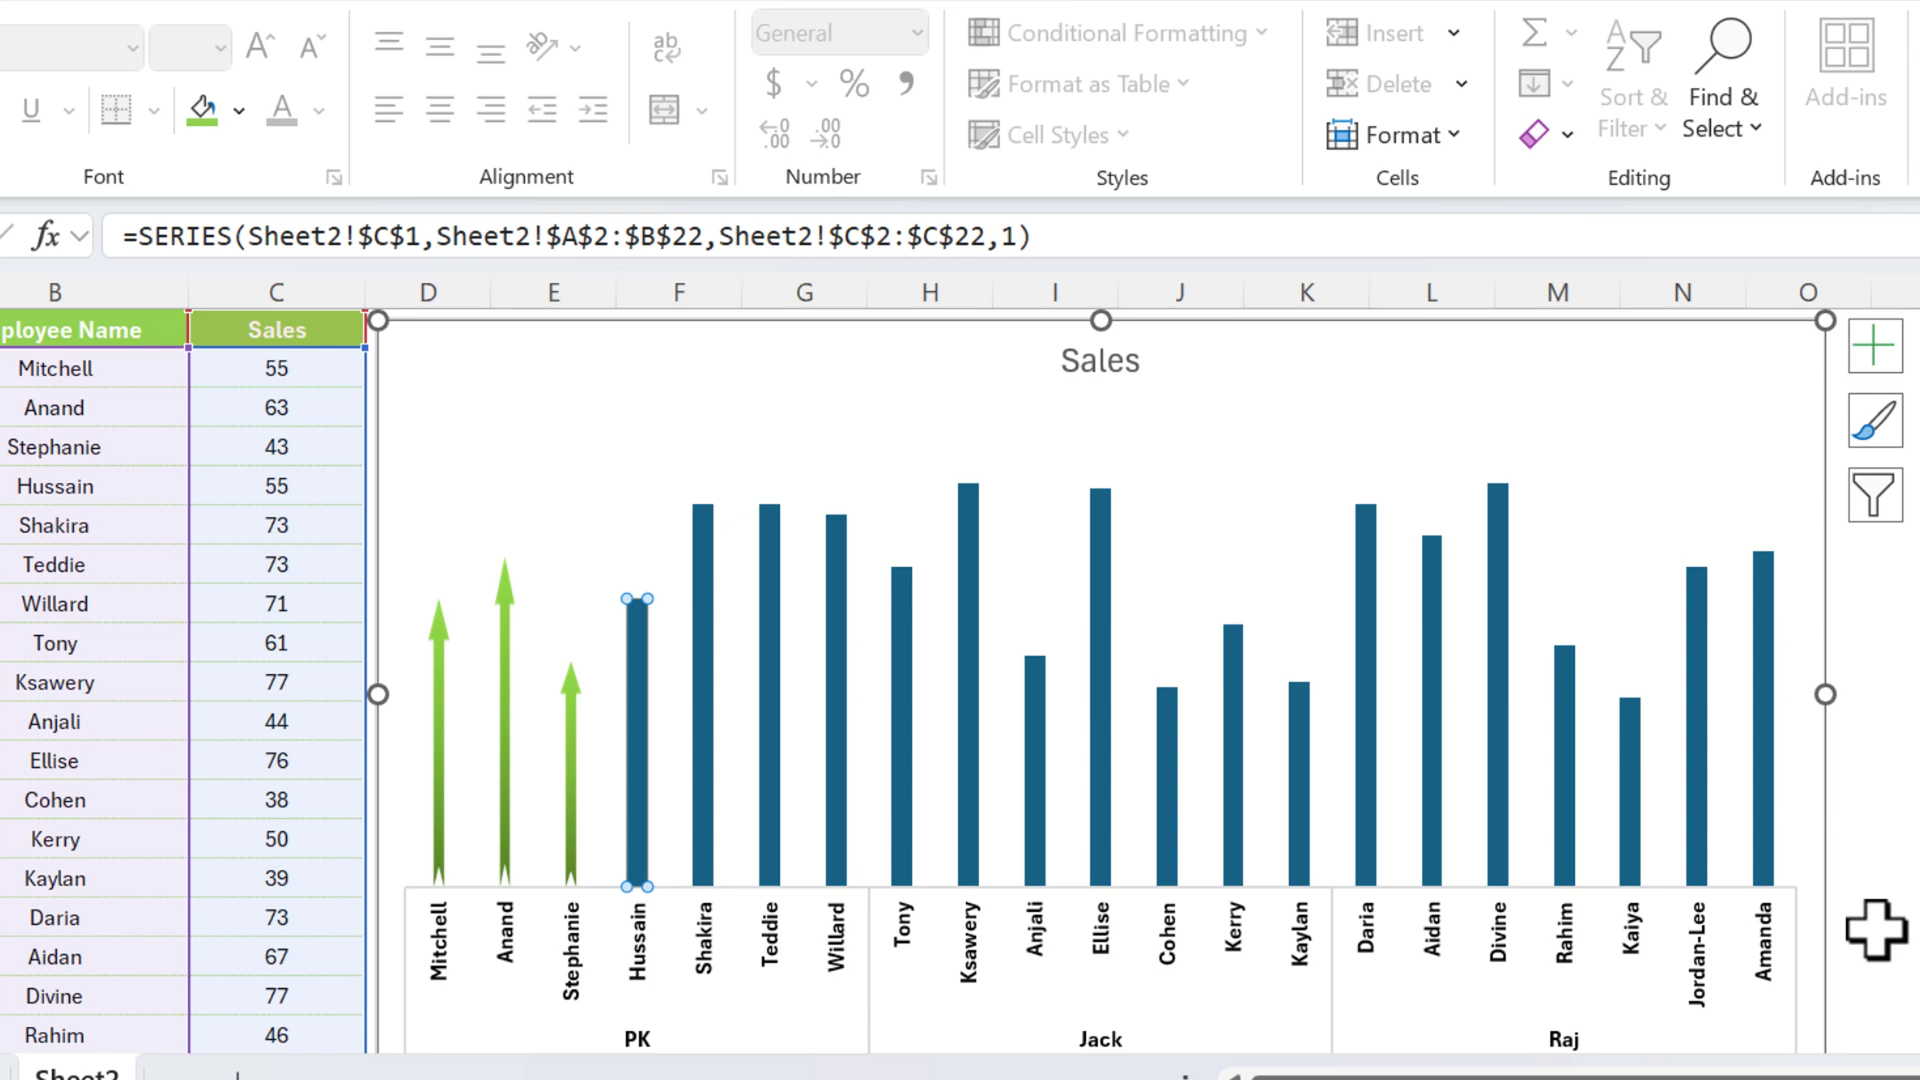 General
ab
Conditional Formatting
Insert
$ % 9
Format as Table
Delete
U
A
Sort &
Filter
Find &
Select
Add-ins
Cell Styles
Format
Font
Alignment
Number
Styles
Cells
Editing
Add-ins
fx
=SERIES(Sheet2!$C$1,Sheet2!$A$2:$B$22,Sheet2!$C$2:$C$22,1)
B C D E F G H I J K L M N O
ployee Name Sales
Mitchell 55
Anand 63
Stephanie 43
Hussain 55
Shakira 73
Teddie 73
Willard 71
Tony 61
Ksawery 77
Anjali 44
Ellise 76
Cohen 38
Kerry 50
Kaylan 39
Daria 73
Aidan 67
Divine 77
Rahim 46
Sales
Mitchell
Anand
Stephanie
Hussain
Shakira
Teddie
Willard
Tony
Ksawery
Anjali
Ellise
Cohen
Kerry
Kaylan
Daria
Aidan
Divine
Rahim
Kaiya
Jordan-Lee
Amanda
PK Jack Raj
Sheet2